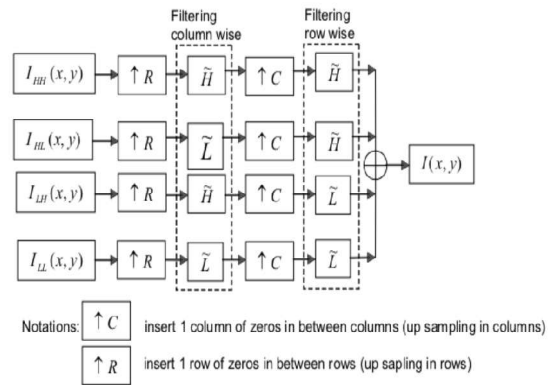 Filtering column wise
Filtering row wise
I_HH(x, y) ↑ R H̃ ↑ C H̃
I_HL(x, y) ↑ R L̃ ↑ C H̃
I(x, y)
I_LH(x, y) ↑ R H̃ ↑ C L̃
I_LL(x, y) ↑ R L̃ ↑ C L̃
Notations: ↑ C insert 1 column of zeros in between columns (up sampling in columns)
↑ R insert 1 row of zeros in between rows (up sapling in rows)